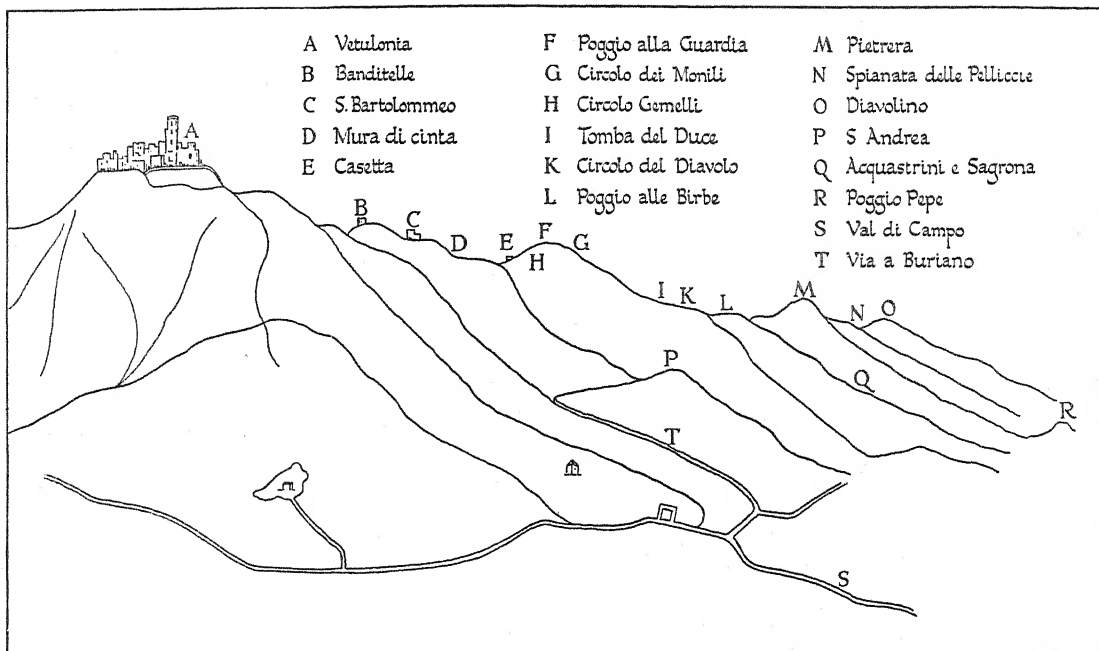 A Vetulonia
B Banditelle
C S. Bartolommeo
D Mura di cinta
E Casetta
F Poggio alla Guardia
G Circolo dei Monili
H Circolo Gemelli
I Tomba del Duce
K Circolo del Diavolo
L Poggio alle Birbe
M Pietrera
N Spianata delle Pelliccie
O Diavolino
P S Andrea
Q Acquastrini e Sagrona
R Poggio Pepe
S Val di Campo
T Via a Buriano
A
B
C
D
E
F
G
H
I
K
L
M
N
O
P
Q
R
T
S